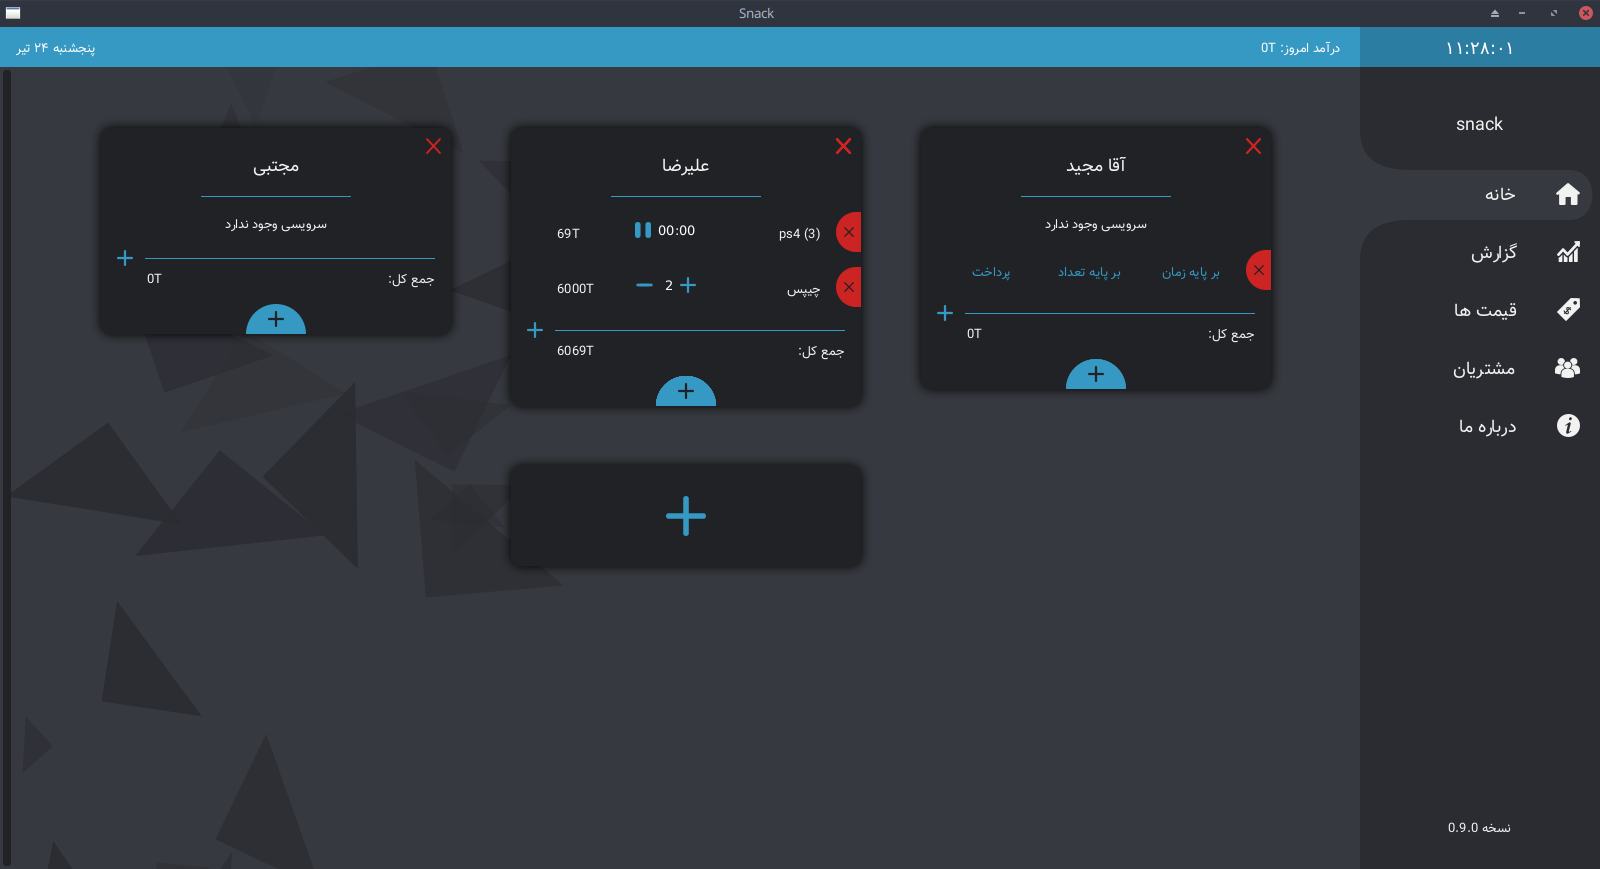 Snack
۱۱:۲۸:۰۱
درآمد امروز: 0T
پنجشنبه ۲۴ تیر
snack
خانه
گزارش
قیمت ها
مشتریان
درباره ما
نسخه 0.9.0
آقا مجید
سرویسی وجود ندارد
بر پایه زمان
بر پایه تعداد
پرداخت
جمع کل: 0T
علیرضا
ps4 (3) 00:00 69T
چیپس 2 6000T
جمع کل: 6069T
مجتبی
سرویسی وجود ندارد
جمع کل: 0T